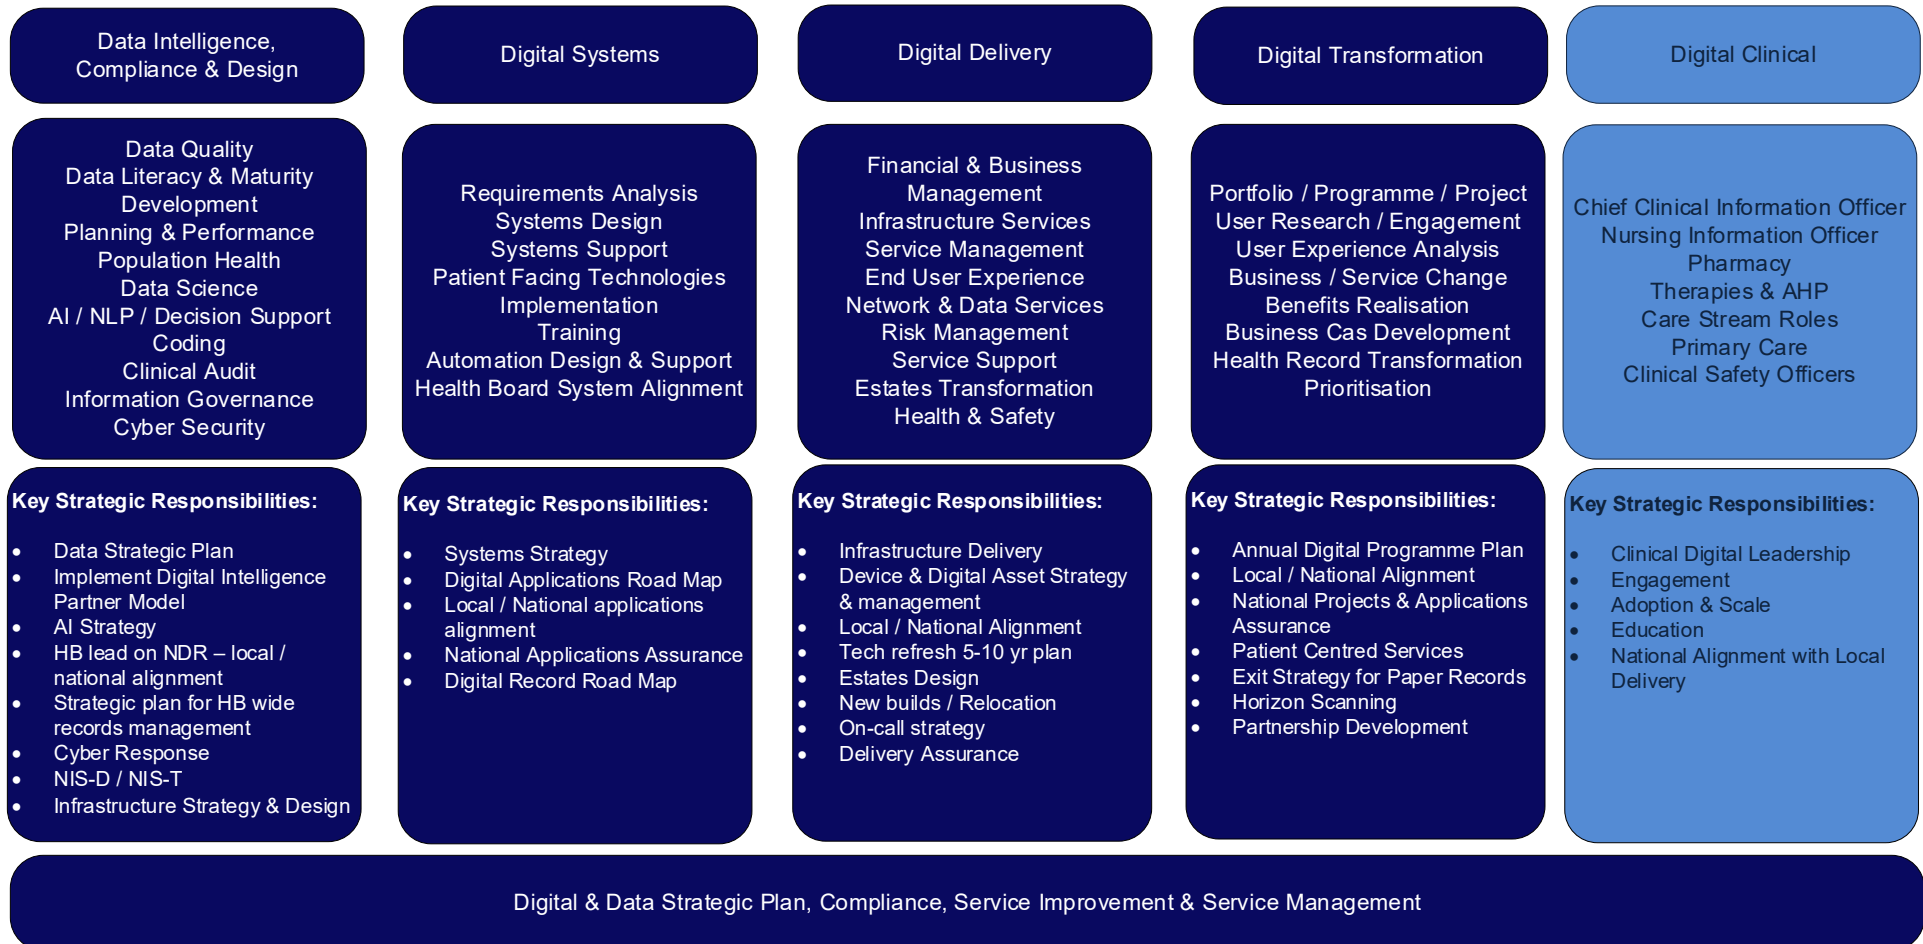 Data Intelligence,
Compliance & Design
Digital Systems
Digital Delivery
Digital Transformation
Digital Clinical
Data Quality
Data Literacy & Maturity
Development
Planning & Performance
Population Health
Data Science
AI / NLP / Decision Support
Coding
Clinical Audit
Information Governance
Cyber Security
Requirements Analysis
Systems Design
Systems Support
Patient Facing Technologies
Implementation
Training
Automation Design & Support
Health Board System Alignment
Financial & Business
Management
Infrastructure Services
Service Management
End User Experience
Network & Data Services
Risk Management
Service Support
Estates Transformation
Health & Safety
Portfolio / Programme / Project
User Research / Engagement
User Experience Analysis
Business / Service Change
Benefits Realisation
Business Cas Development
Health Record Transformation
Prioritisation
Chief Clinical Information Officer
Nursing Information Officer
Pharmacy
Therapies & AHP
Care Stream Roles
Primary Care
Clinical Safety Officers
Key Strategic Responsibilities:
• Data Strategic Plan
• Implement Digital Intelligence
Partner Model
• AI Strategy
• HB lead on NDR – local /
national alignment
• Strategic plan for HB wide
records management
• Cyber Response
• NIS-D / NIS-T
• Infrastructure Strategy & Design
Key Strategic Responsibilities:
• Systems Strategy
• Digital Applications Road Map
• Local / National applications
alignment
• National Applications Assurance
• Digital Record Road Map
Key Strategic Responsibilities:
• Infrastructure Delivery
• Device & Digital Asset Strategy
& management
• Local / National Alignment
• Tech refresh 5-10 yr plan
• Estates Design
• New builds / Relocation
• On-call strategy
• Delivery Assurance
Key Strategic Responsibilities:
• Annual Digital Programme Plan
• Local / National Alignment
• National Projects & Applications
Assurance
• Patient Centred Services
• Exit Strategy for Paper Records
• Horizon Scanning
• Partnership Development
Key Strategic Responsibilities:
• Clinical Digital Leadership
• Engagement
• Adoption & Scale
• Education
• National Alignment with Local
Delivery
Digital & Data Strategic Plan, Compliance, Service Improvement & Service Management